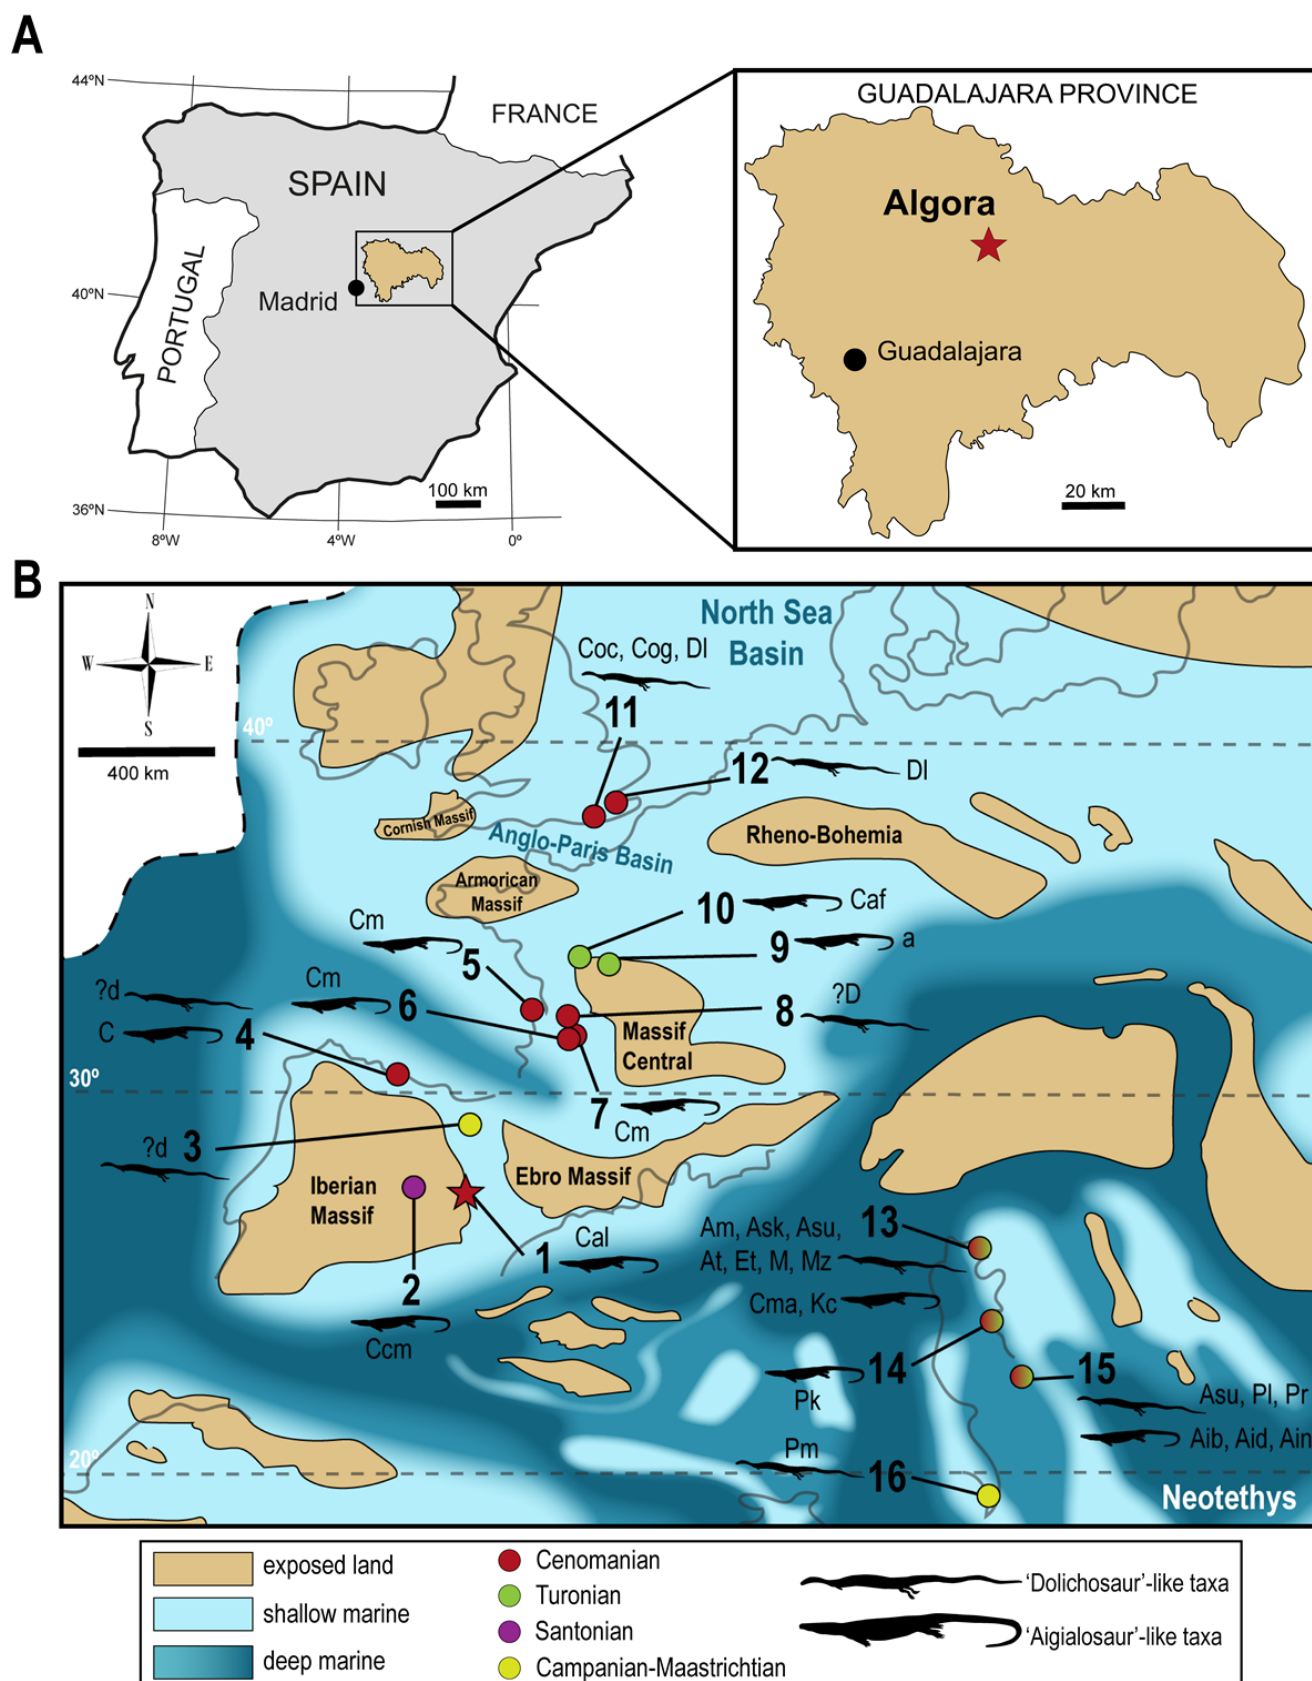 A
44ºN
FRANCE
SPAIN
PORTUGAL
40ºN
Madrid
100 km
36ºN
8ºW
4ºW
0º
GUADALAJARA PROVINCE
Algora
Guadalajara
20 km
B
N
W
E
S
400 km
40º
North Sea
Basin
Coc, Cog, Dl
11
12
Dl
Cornish Massif
Anglo-Paris Basin
Rheno-Bohemia
Armorican
Massif
10
Caf
Cm
5
9
a
?d
Cm
6
?D
8
C
4
Massif
Central
30º
7
Cm
?d
3
Iberian
Massif
Ebro Massif
Cal
1
2
Ccm
Am, Ask, Asu,
At, Et, M, Mz
13
Cma, Kc
14
Pk
15
Asu, Pl, Pr
Aib, Aid, Ain
Pm
16
20º
Neotethys
exposed land
shallow marine
deep marine
Cenomanian
Turonian
Santonian
Campanian-Maastrichtian
'Dolichosaur'-like taxa
'Aigialosaur'-like taxa